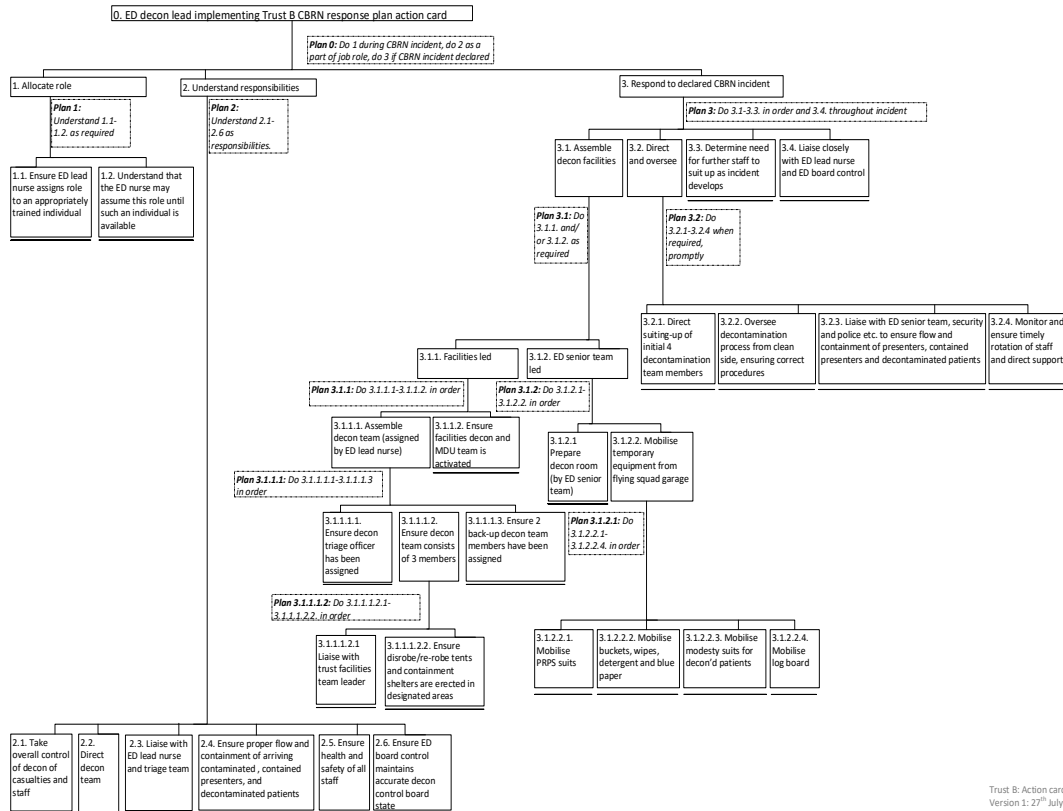 0. ED decon lead implementing Trust B CBRN response plan action card
Plan 0: Do 1 during CBRN incident, do 2 as a
part of job role, do 3 if CBRN incident declared
1. Allocate role
2. Understand responsibilities
3. Respond to declared CBRN incident
Plan 1:
Understand 1.1-
1.2. as required
Plan 2:
Understand 2.1-
2.6 as
responsibilities.
Plan 3: Do 3.1-3.3. in order and 3.4. throughout incident
1.1. Ensure ED lead
nurse assigns role
to an appropriately
trained individual
1.2. Understand that
the ED nurse may
assume this role until
such an individual is
available
3.1. Assemble
decon facilities
3.2. Direct
and oversee
3.3. Determine need
for further staff to
suit up as incident
develops
3.4. Liaise closely
with ED lead nurse
and ED board control
Plan 3.1: Do
3.1.1. and/
or 3.1.2. as
required
Plan 3.2: Do
3.2.1-3.2.4 when
required,
promptly
3.2.1. Direct
suiting-up of
initial 4
decontamination
team members
3.2.2. Oversee
decontamination
process from clean
side, ensuring correct
procedures
3.2.3. Liaise with ED senior team, security
and police etc. to ensure flow and
containment of presenters, contained
presenters and decontaminated patients
3.2.4. Monitor and
ensure timely
rotation of staff
and direct support
3.1.1. Facilities led
3.1.2. ED senior team
led
Plan 3.1.1: Do 3.1.1.1-3.1.1.2. in order
Plan 3.1.2: Do 3.1.2.1-
3.1.2.2. in order
3.1.1.1. Assemble
decon team (assigned
by ED lead nurse)
3.1.1.2. Ensure
facilities decon and
MDU team is
activated
3.1.2.1
Prepare
decon room
(by ED senior
team)
3.1.2.2. Mobilise
temporary
equipment from
flying squad garage
Plan 3.1.1.1: Do 3.1.1.1.1-3.1.1.1.3
in order
3.1.1.1.1.
Ensure decon
triage officer
has been
assigned
3.1.1.1.2.
Ensure decon
team consists
of 3 members
3.1.1.1.3. Ensure 2
back-up decon team
members have been
assigned
Plan 3.1.2.1: Do
3.1.2.2.1-
3.1.2.2.4. in order
Plan 3.1.1.1.2: Do 3.1.1.1.2.1-
3.1.1.1.2.2. in order
3.1.1.1.2.1
Liaise with
trust facilities
team leader
3.1.1.1.2.2. Ensure
disrobe/re-robe tents
and containment
shelters are erected in
designated areas
3.1.2.2.1.
Mobilise
PRPS suits
3.1.2.2.2. Mobilise
buckets, wipes,
detergent and blue
paper
3.1.2.2.3. Mobilise
modesty suits for
decon'd patients
3.1.2.2.4.
Mobilise
log board
2.1. Take
overall control
of decon of
casualties and
staff
2.2.
Direct
decon
team
2.3. Liaise with
ED lead nurse
and triage team
2.4. Ensure proper flow and
containment of arriving
contaminated , contained
presenters, and
decontaminated patients
2.5. Ensure
health and
safety of all
staff
2.6. Ensure ED
board control
maintains
accurate decon
control board
state
Trust B: Action car
Version 1: 27th July